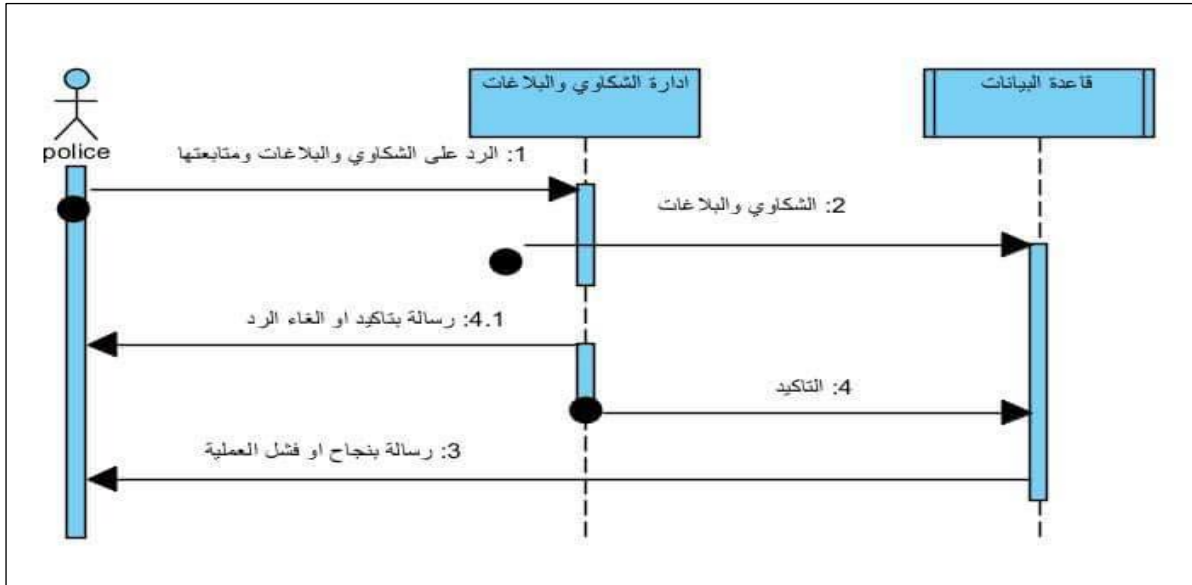 ادارة الشكاوي والبلاغات
قاعدة البيانات
police
1: الرد على الشكاوي والبلاغات ومتابعتها
2: الشكاوي والبلاغات
4.1: رسالة بتاكيد او الغاء الرد
4: التاكيد
3: رسالة بنجاح او فشل العملية